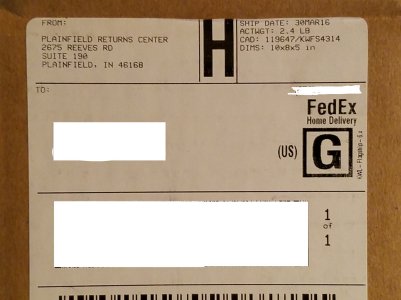 FROM:
PLAINFIELD RETURNS CENTER
2675 REEVES RD
SUITE 190
PLAINFIELD, IN 46168
H
SHIP DATE: 30MAR16
ACTWGT: 2.4 LB
CAD: 119647/KWFS4314
DIMS: 10x8x5 in
TO:
FedEx
Home Delivery
(US)
G
1
of
1